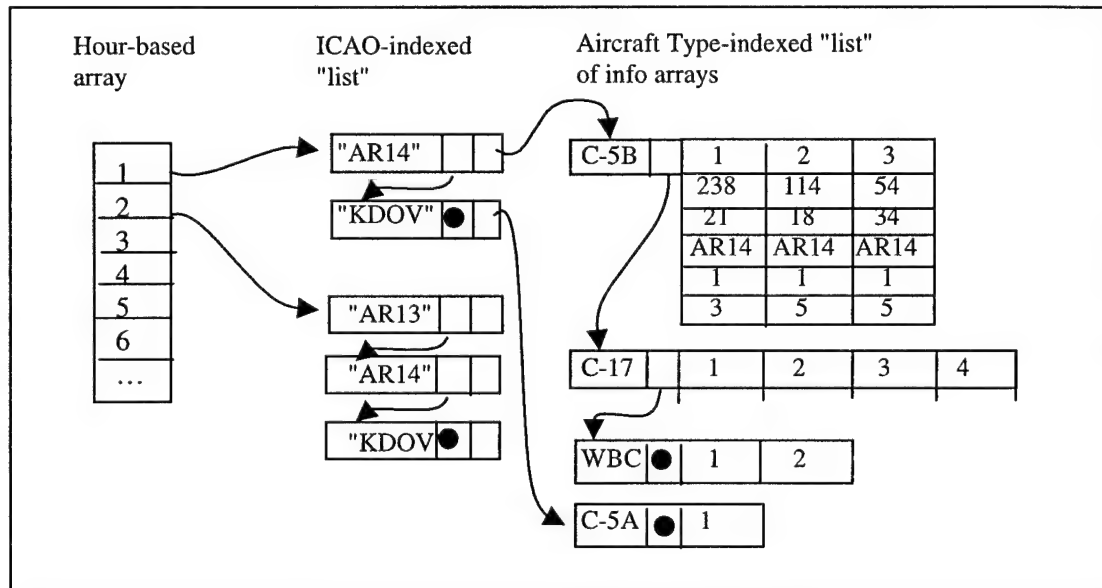 Hour-based
array
ICAO-indexed
"list"
Aircraft Type-indexed "list"
of info arrays
1
2
3
4
5
6
...
"AR14"
"KDOV"
"AR13"
"AR14"
"KDOV
C-5B
1 2 3
238 114 54
21 18 34
AR14 AR14 AR14
1 1 1
3 5 5
C-17 1 2 3 4
WBC 1 2
C-5A 1